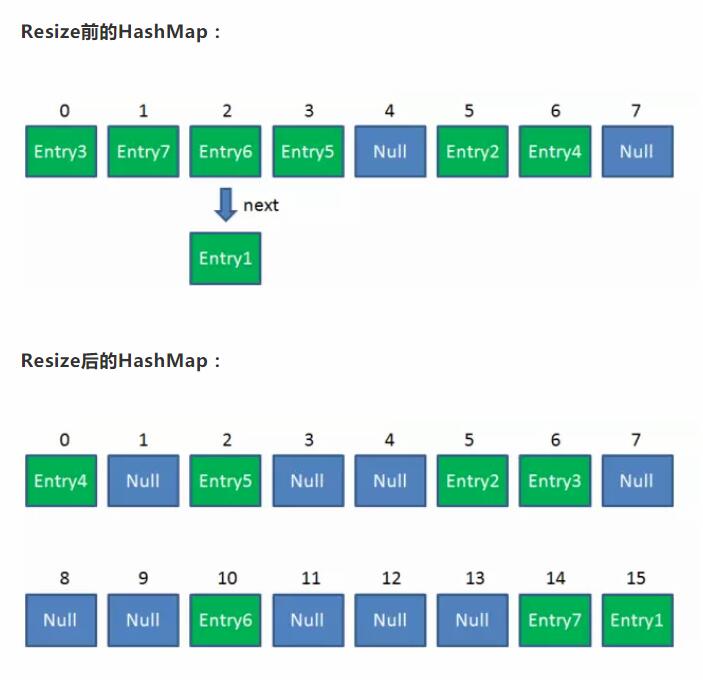 Resize前的HashMap：
0 1 2 3 4 5 6 7
Entry3 Entry7 Entry6 Entry5 Null Entry2 Entry4 Null
next
Entry1
Resize后的HashMap：
0 1 2 3 4 5 6 7
Entry4 Null Entry5 Null Null Entry2 Entry3 Null
8 9 10 11 12 13 14 15
Null Null Entry6 Null Null Null Entry7 Entry1